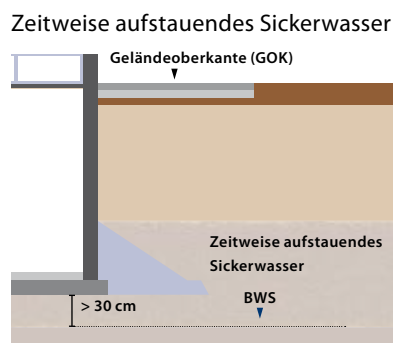 Zeitweise aufstauendes Sickerwasser
Geländeoberkante (GOK)
Zeitweise aufstauendes
Sickerwasser
BWS
> 30 cm